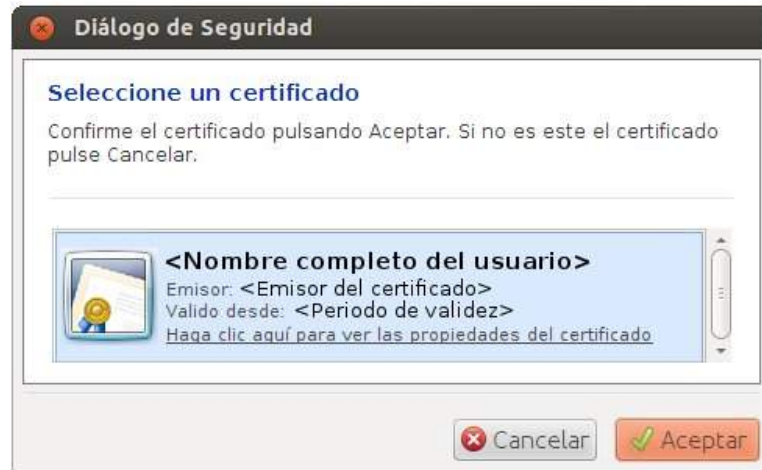 Diálogo de Seguridad
Seleccione un certificado
Confirme el certificado pulsando Aceptar. Si no es este el certificado
pulse Cancelar.
<Nombre completo del usuario>
Emisor: <Emisor del certificado>
Valido desde: <Periodo de validez>
Haga clic aquí para ver las propiedades del certificado
Cancelar Aceptar